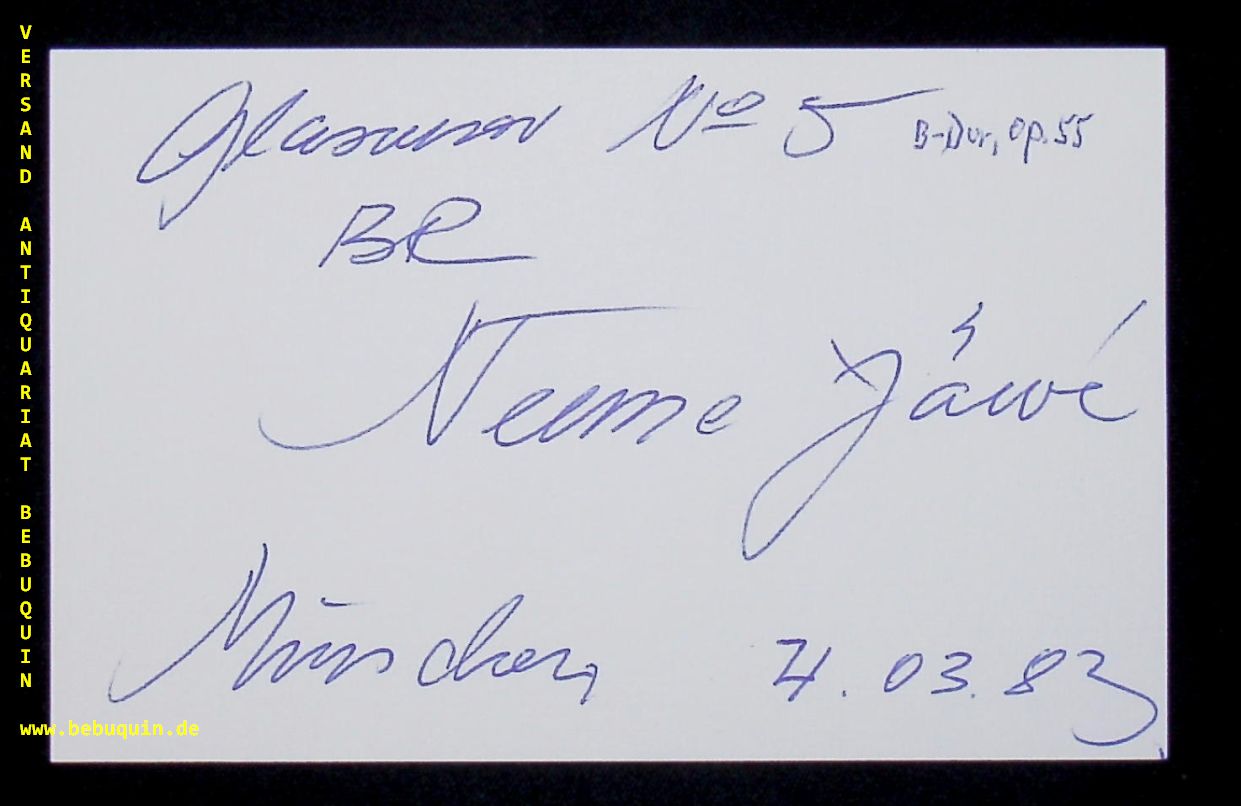 VERSAND ANTIQUARIAT BEBUQUIN
Glasunov No 5 B-Dur, op. 55
BR
Neeme Järvi
München, 4.03.83
www.bebuquin.de